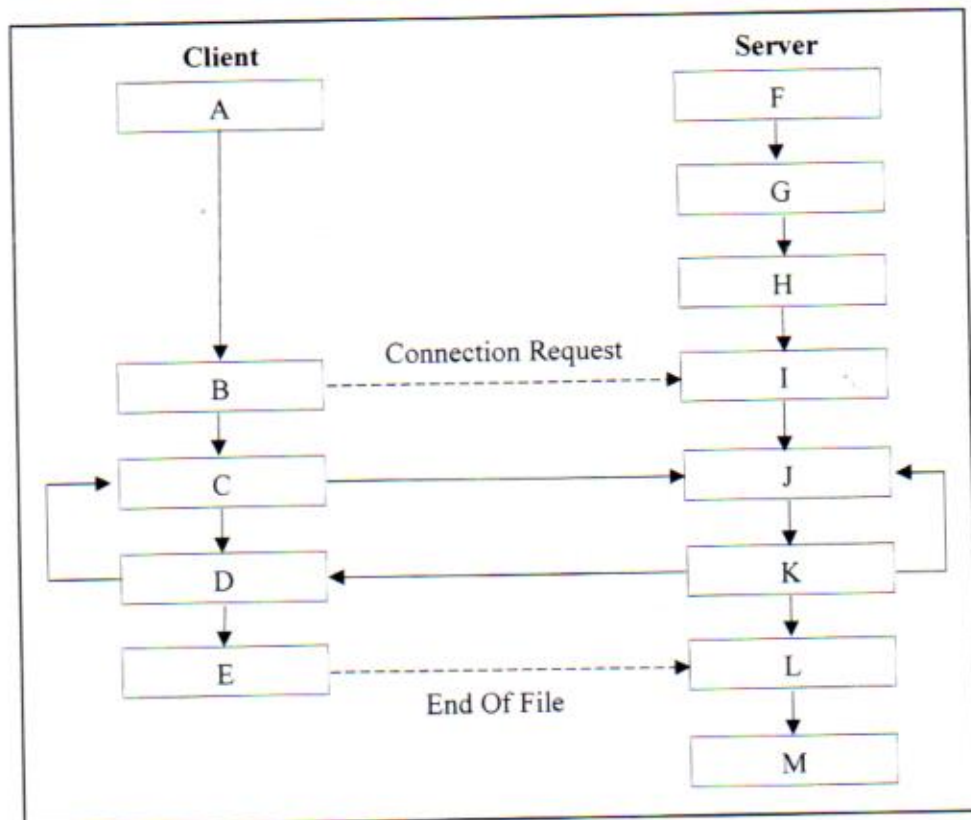 Client
Server
A
F
G
H
Connection Request
B
I
C
J
D
K
E
L
End Of File
M